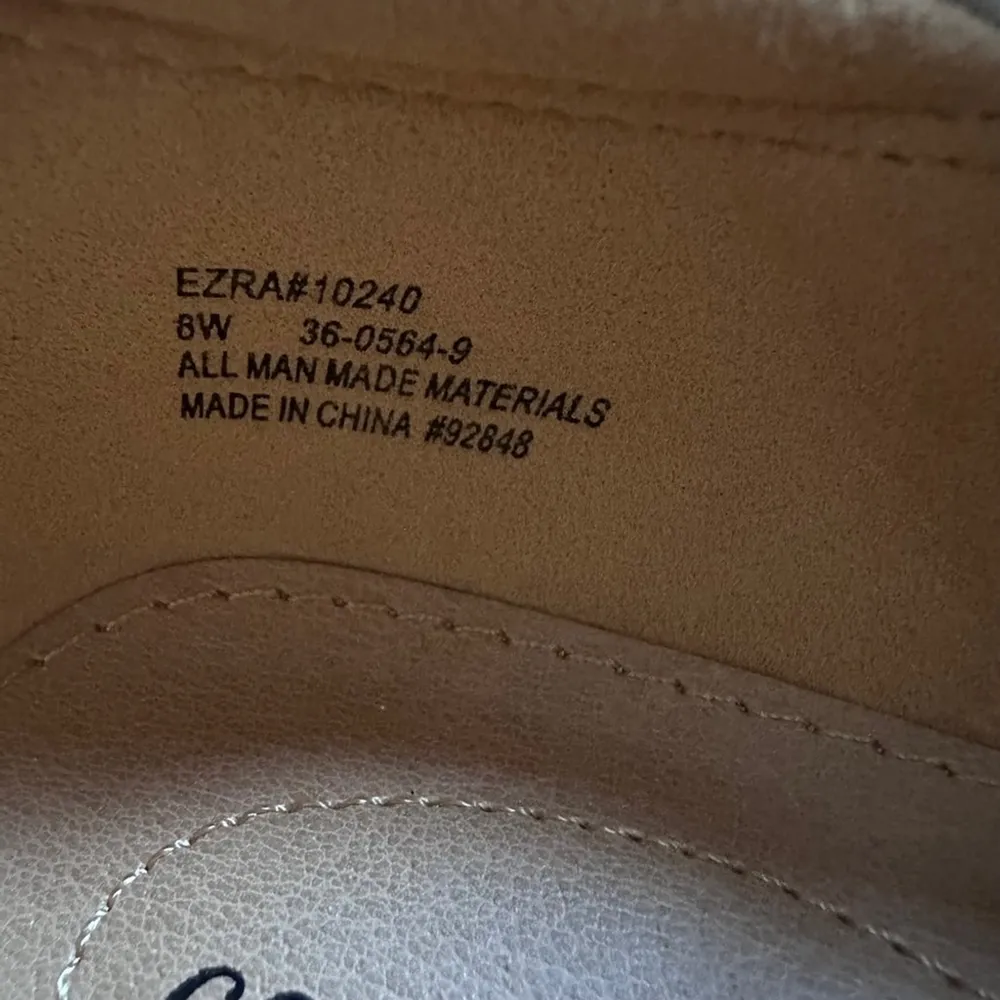 EZRA#10240
8W 36-0564-9
ALL MAN MADE MATERIALS
MADE IN CHINA #92848